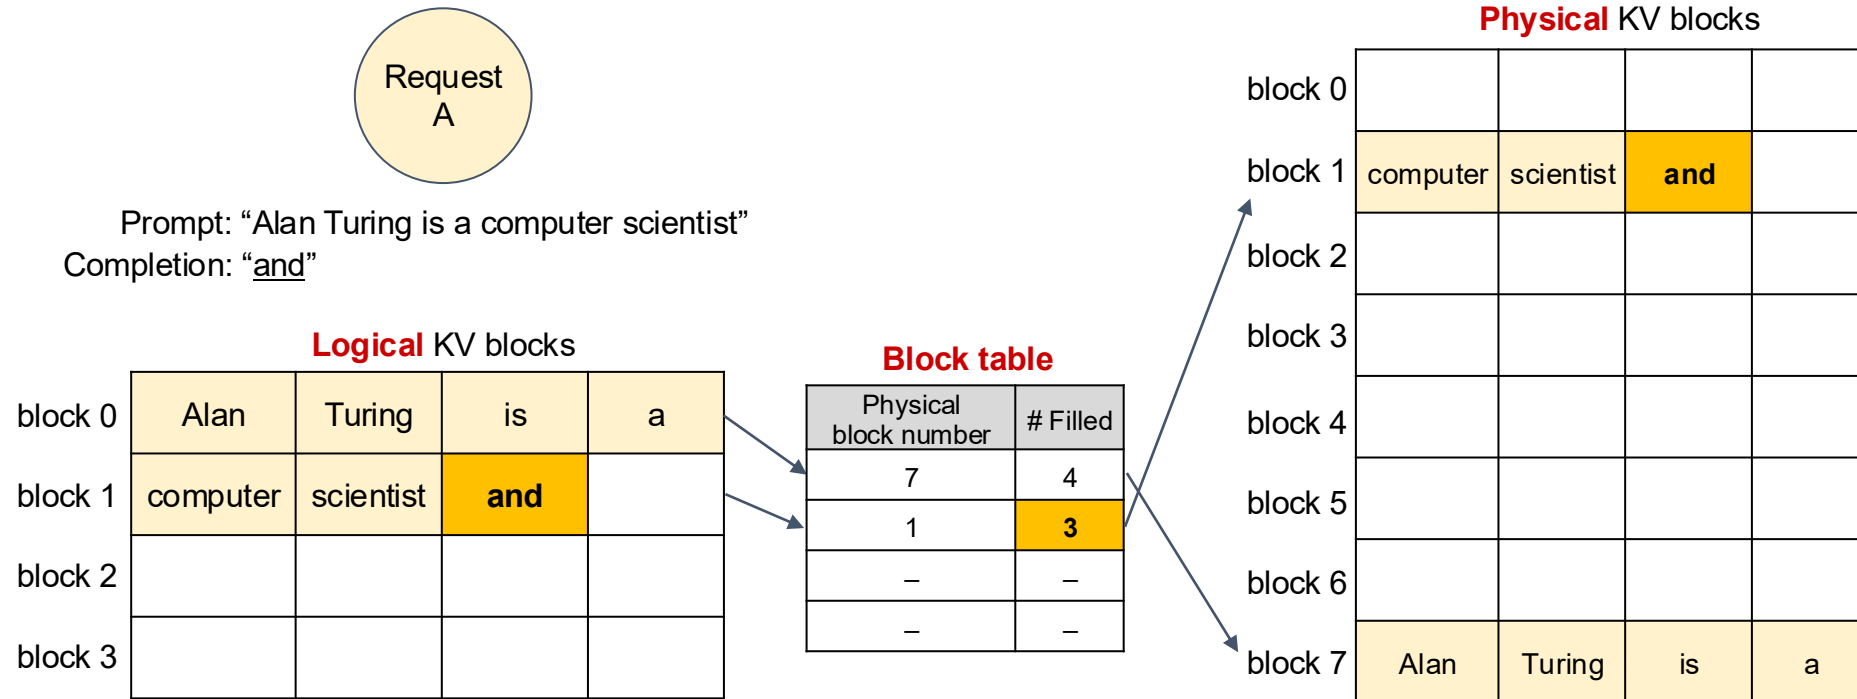 Request
A
Prompt: “Alan Turing is a computer scientist”
Completion: “and”
Logical KV blocks
block 0 Alan Turing is a
block 1 computer scientist and
block 2
block 3
Block table
Physical block number # Filled
7 4
1 3
– –
– –
Physical KV blocks
block 0
block 1 computer scientist and
block 2
block 3
block 4
block 5
block 6
block 7 Alan Turing is a